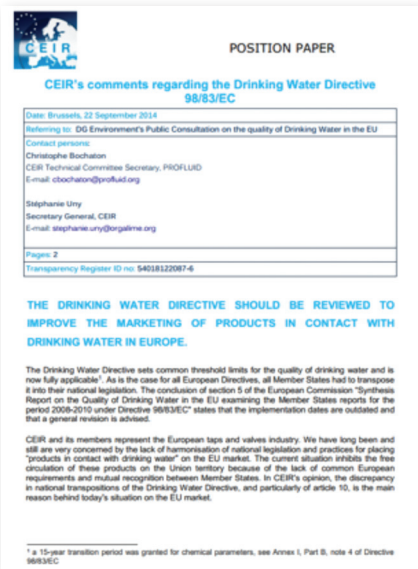 CEIR
POSITION PAPER
CEIR's comments regarding the Drinking Water Directive
98/83/EC
Date: Brussels, 22 September 2014
Referring to: DG Environment's Public Consultation on the quality of Drinking Water in the EU
Contact persons:
Christophe Bochaton
CEIR Technical Committee Secretary, PROFLUID
E-mail: cbochaton@profluid.org
Stéphanie Uny
Secretary General, CEIR
E-mail: stephanie.uny@orgalime.org
Pages: 2
Transparency Register ID no: 54018122087-6
THE DRINKING WATER DIRECTIVE SHOULD BE REVIEWED TO
IMPROVE THE MARKETING OF PRODUCTS IN CONTACT WITH
DRINKING WATER IN EUROPE.
The Drinking Water Directive sets common threshold limits for the quality of drinking water and is
now fully applicable¹. As is the case for all European Directives, all Member States had to transpose
it into their national legislation. The conclusion of section 5 of the European Commission "Synthesis
Report on the Quality of Drinking Water in the EU examining the Member States reports for the
period 2008-2010 under Directive 98/83/EC" states that the implementation dates are outdated and
that a general revision is advised.
CEIR and its members represent the European taps and valves industry. We have long been and
still are very concerned by the lack of harmonisation of national legislation and practices for placing
"products in contact with drinking water" on the EU market. The current situation inhibits the free
circulation of these products on the Union territory because of the lack of common European
requirements and mutual recognition between Member States. In CEIR's opinion, the discrepancy
in national transpositions of the Drinking Water Directive, and particularly of article 10, is the main
reason behind today's situation on the EU market.
¹ a 15-year transition period was granted for chemical parameters, see Annex I, Part B, note 4 of Directive
98/83/EC